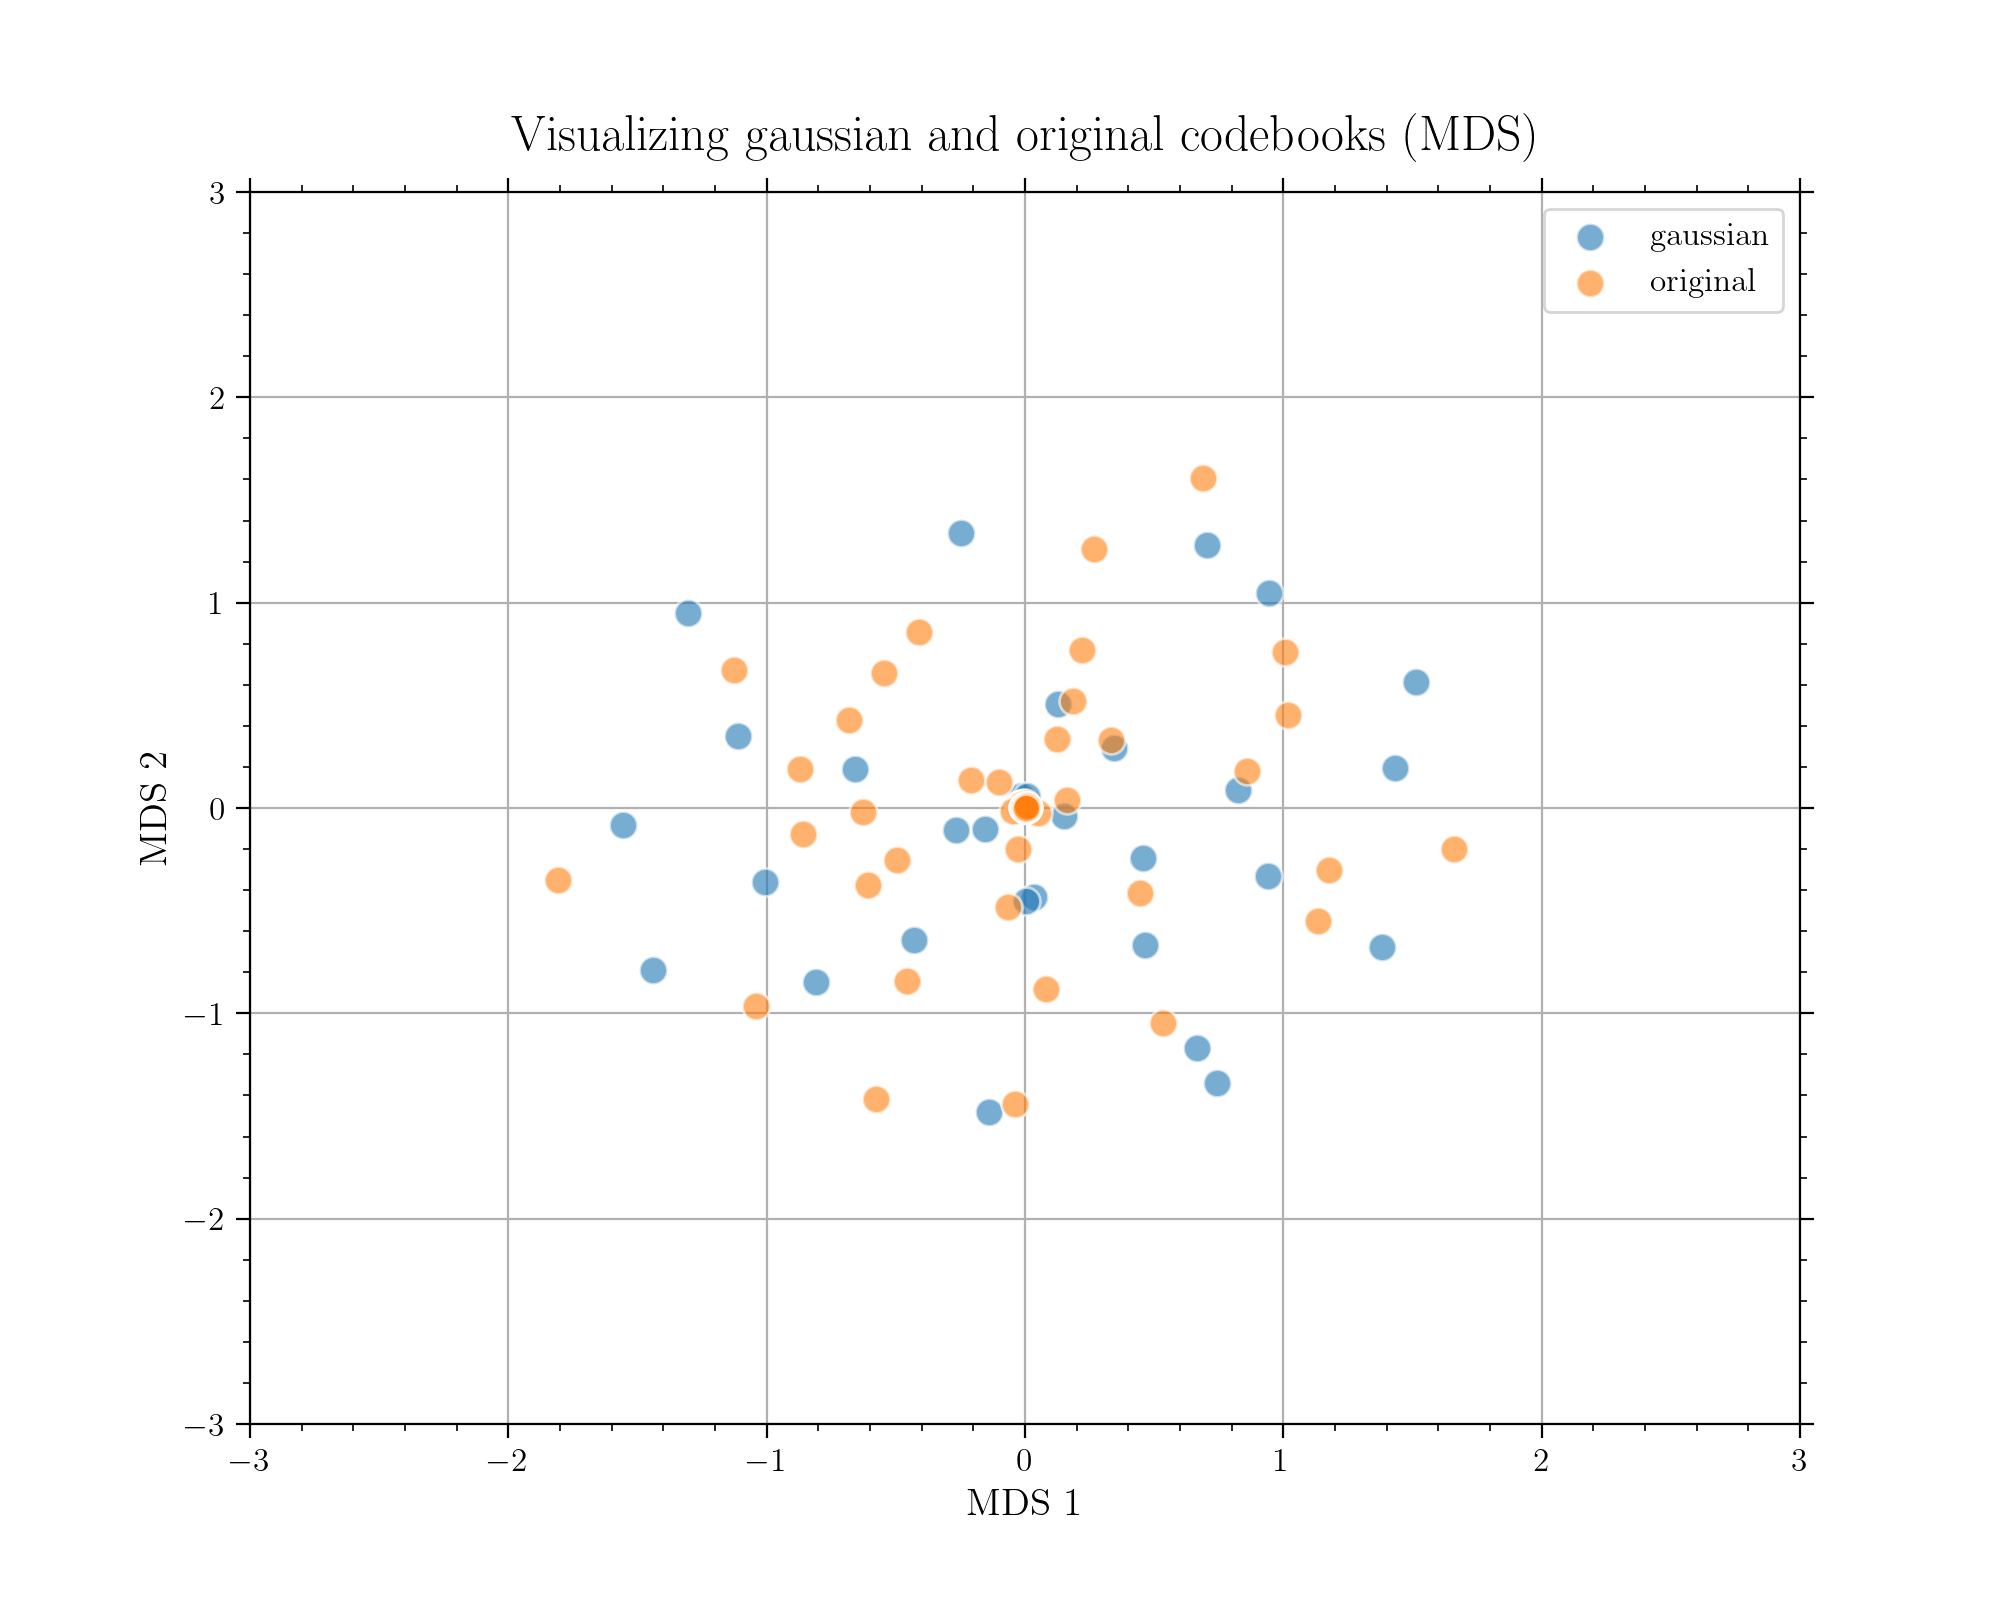 Visualizing gaussian and original codebooks (MDS)
gaussian
original
3
2
1
0
−1
−2
−3
MDS 2
−3
−2
−1
0
1
2
3
MDS 1